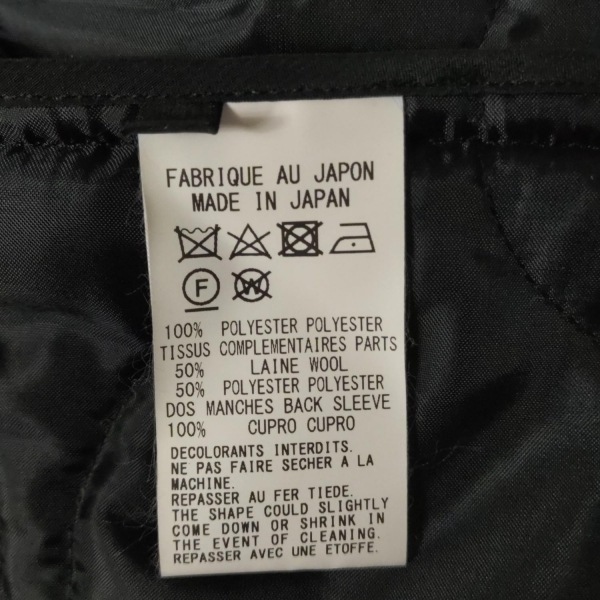 FABRIQUE AU JAPON
MADE IN JAPAN
F W
100% POLYESTER POLYESTER
TISSUS COMPLEMENTAIRES PARTS
50% LAINE WOOL
50% POLYESTER POLYESTER
DOS MANCHES BACK SLEEVE
100% CUPRO CUPRO
DECOLORANTS INTERDITS.
NE PAS FAIRE SECHER A LA
MACHINE.
REPASSER AU FER TIEDE.
THE SHAPE COULD SLIGHTLY
COME DOWN OR SHRINK IN
THE EVENT OF CLEANING.
REPASSER AVEC UNE ETOFFE.